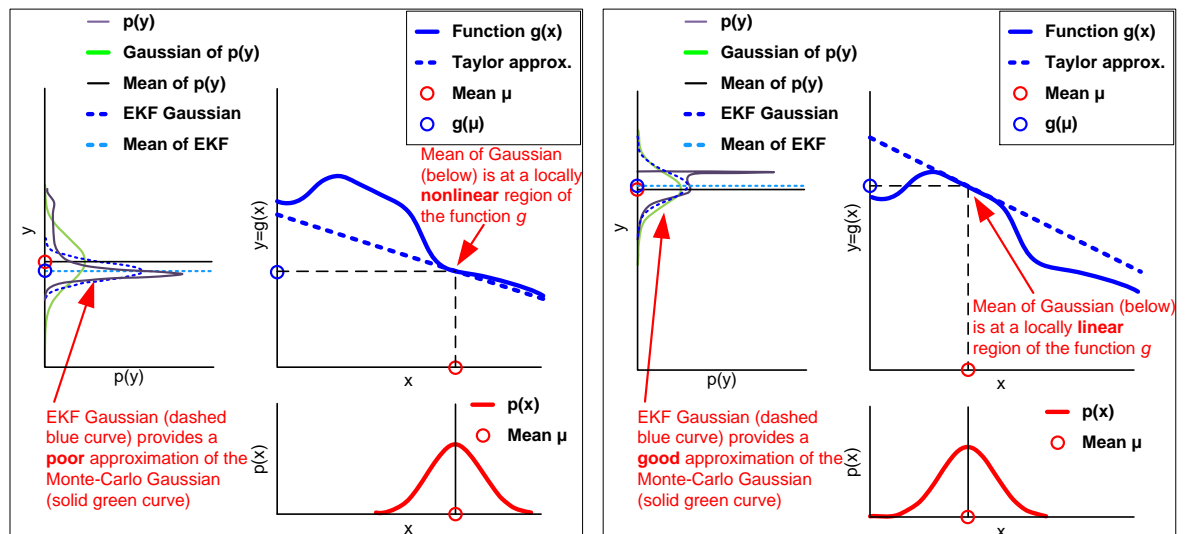 p(y)
Gaussian of p(y)
Mean of p(y)
EKF Gaussian
Mean of EKF
Function g(x)
Taylor approx.
Mean μ
g(μ)
Mean of Gaussian
(below) is at a locally
nonlinear region of
the function g
y
y=g(x)
p(y)
x
EKF Gaussian (dashed
blue curve) provides a
poor approximation of the
Monte-Carlo Gaussian
(solid green curve)
p(x)
p(x)
Mean μ
x
p(y)
Gaussian of p(y)
Mean of p(y)
EKF Gaussian
Mean of EKF
Function g(x)
Taylor approx.
Mean μ
g(μ)
y
y=g(x)
Mean of Gaussian (below)
is at a locally linear
region of the function g
p(y)
x
EKF Gaussian (dashed
blue curve) provides a
good approximation of the
Monte-Carlo Gaussian
(solid green curve)
p(x)
p(x)
Mean μ
x